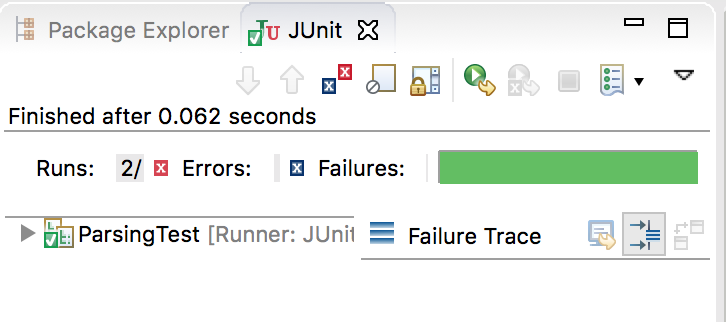 Package Explorer JUnit
Finished after 0.062 seconds
Runs: 2/ Errors: Failures:
ParsingTest [Runner: JUnit
Failure Trace